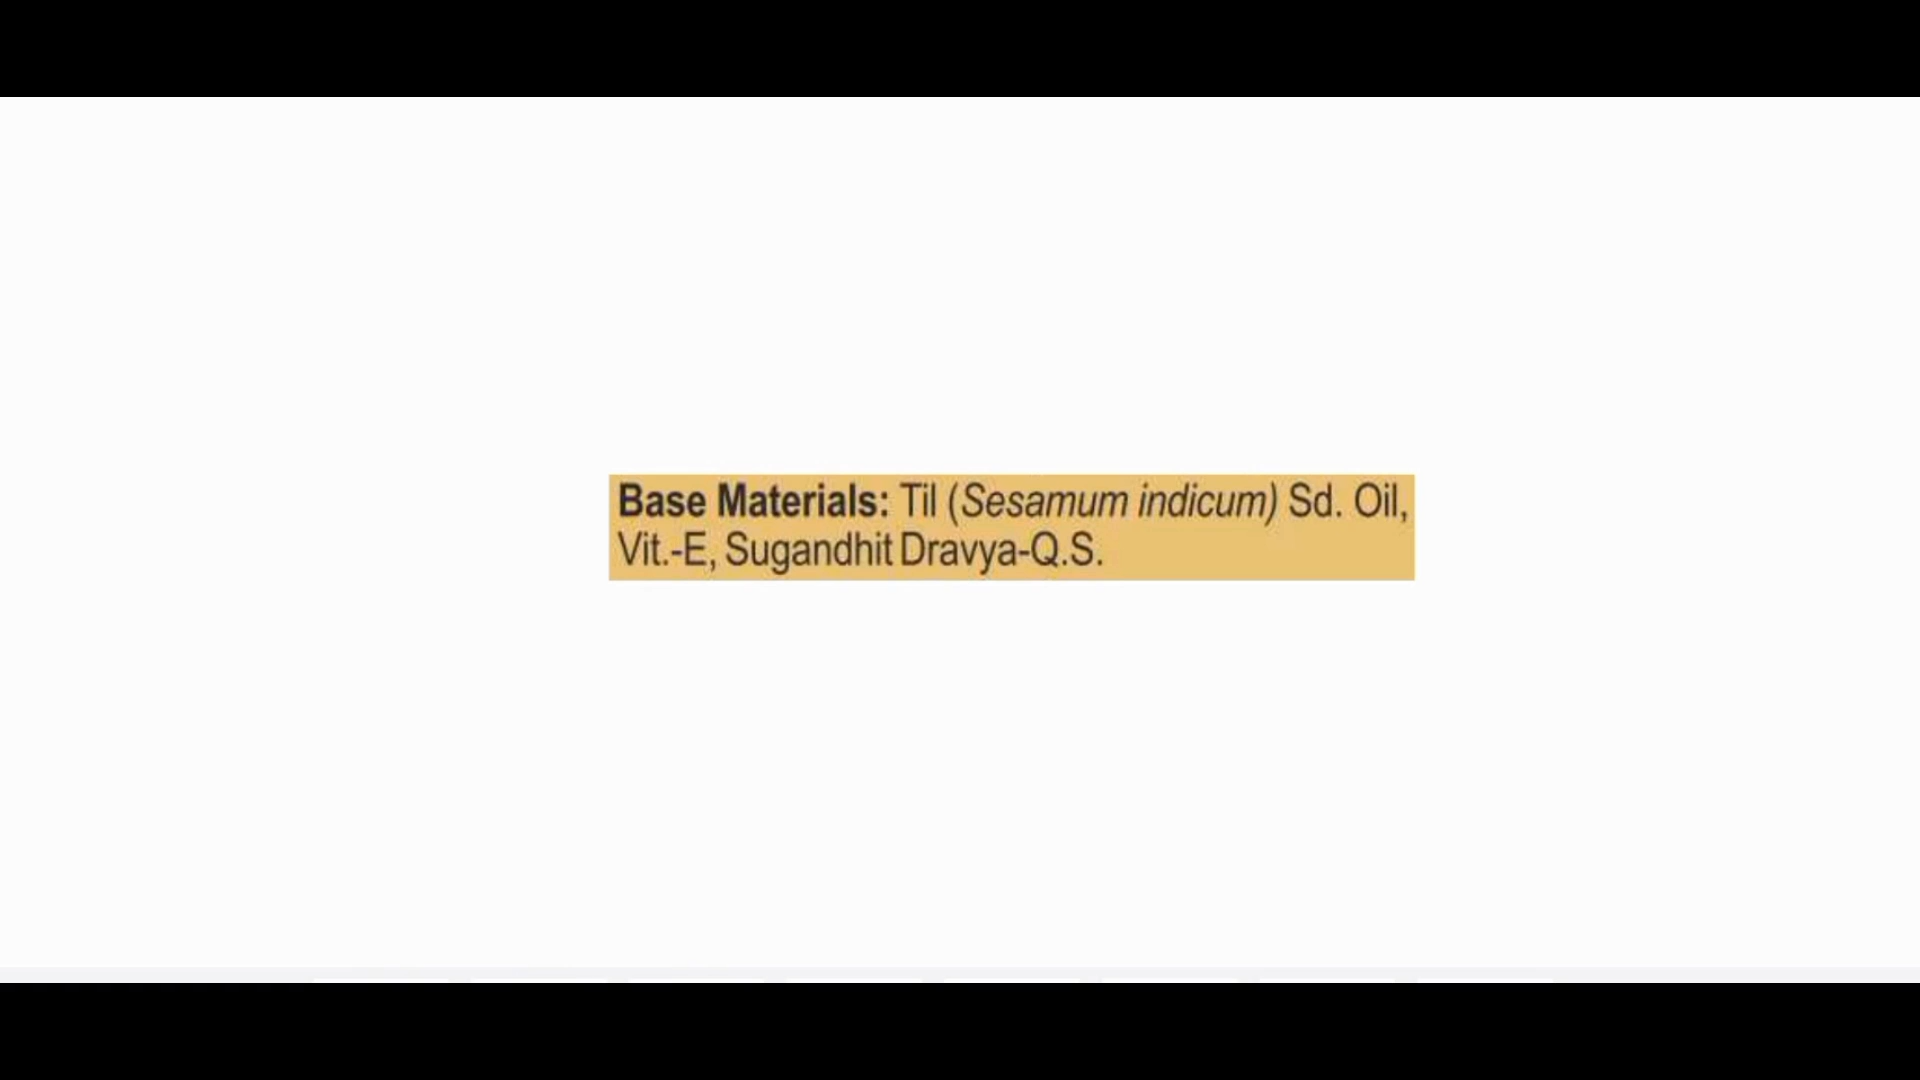 Base Materials: Til (Sesamum indicum) Sd. Oil,
Vit.-E, Sugandhit Dravya-Q.S.